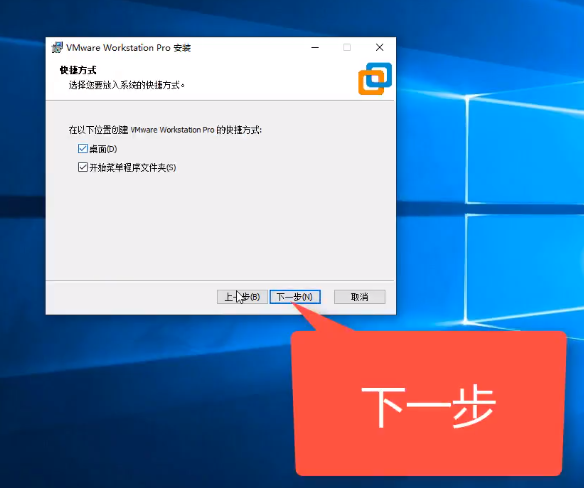 VMware Workstation Pro 安装
快捷方式
选择您要放入系统的快捷方式。
在以下位置创建 VMware Workstation Pro 的快捷方式:
桌面(D)
开始菜单程序文件夹(S)
上一步(B) 下一步(N) 取消
下一步